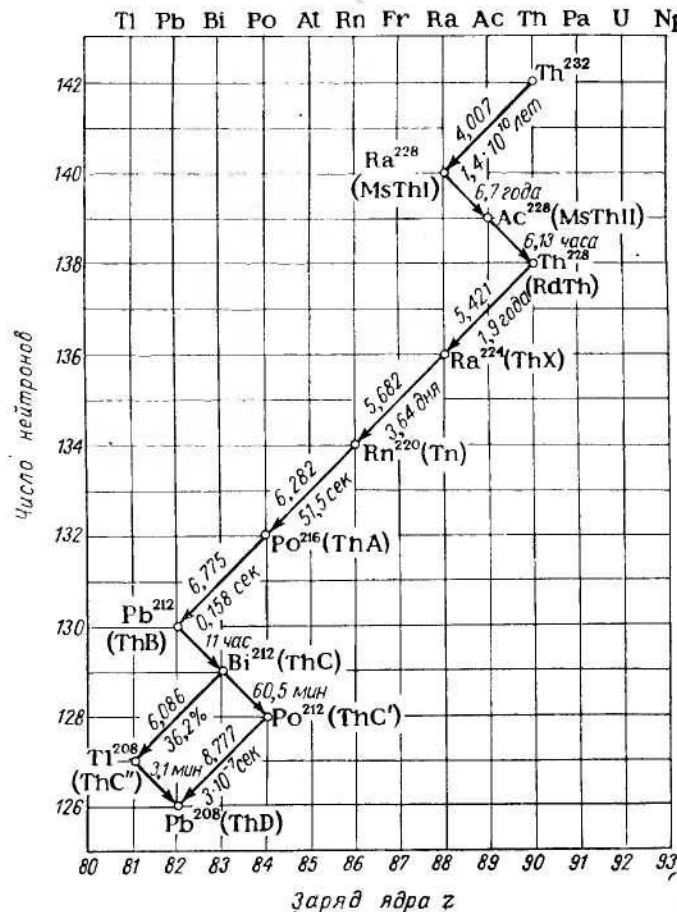 Tl Pb Bi Po At Rn Fr Ra Ac Th Pa U Np
Число нейтронов
142
140
138
136
134
132
130
128
126
Th²³²
4,007
1,4·10¹⁰ лет
Ra²²⁸
(MsThI)
6,7 года
Ac²²⁸(MsThII)
6,13 часа
Th²²⁸
(RdTh)
5,421
1,9 года
Ra²²⁴(ThX)
5,682
3,64 дня
Rn²²⁰(Tn)
6,282
51,5 сек
Po²¹⁶(ThA)
6,775
0,158 сек
Pb²¹²
(ThB)
11 час
Bi²¹²(ThC)
60,5 мин
6,086
36,2%
Po²¹²(ThC′)
8,777
3·10⁻⁷ сек
Tl²⁰⁸
(ThC″)
3,1 мин
Pb²⁰⁸(ThD)
80 81 82 83 84 85 86 87 88 89 90 91 92 93
Заряд ядра z